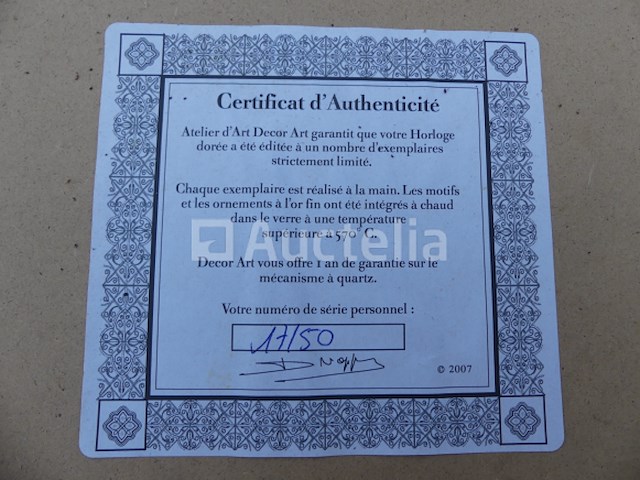 Certificat d'Authenticité
Atelier d'Art Decor Art garantit que votre Horloge
dorée a été éditée à un nombre d'exemplaires
strictement limité.
Chaque exemplaire est réalisé à la main. Les motifs
et les ornements à l'or fin ont été intégrés à chaud
dans le verre à une température
supérieure à 570° C.
Auctelia
Decor Art vous offre 1 an de garantie sur le
mécanisme à quartz.
Votre numéro de série personnel :
17/50
© 2007